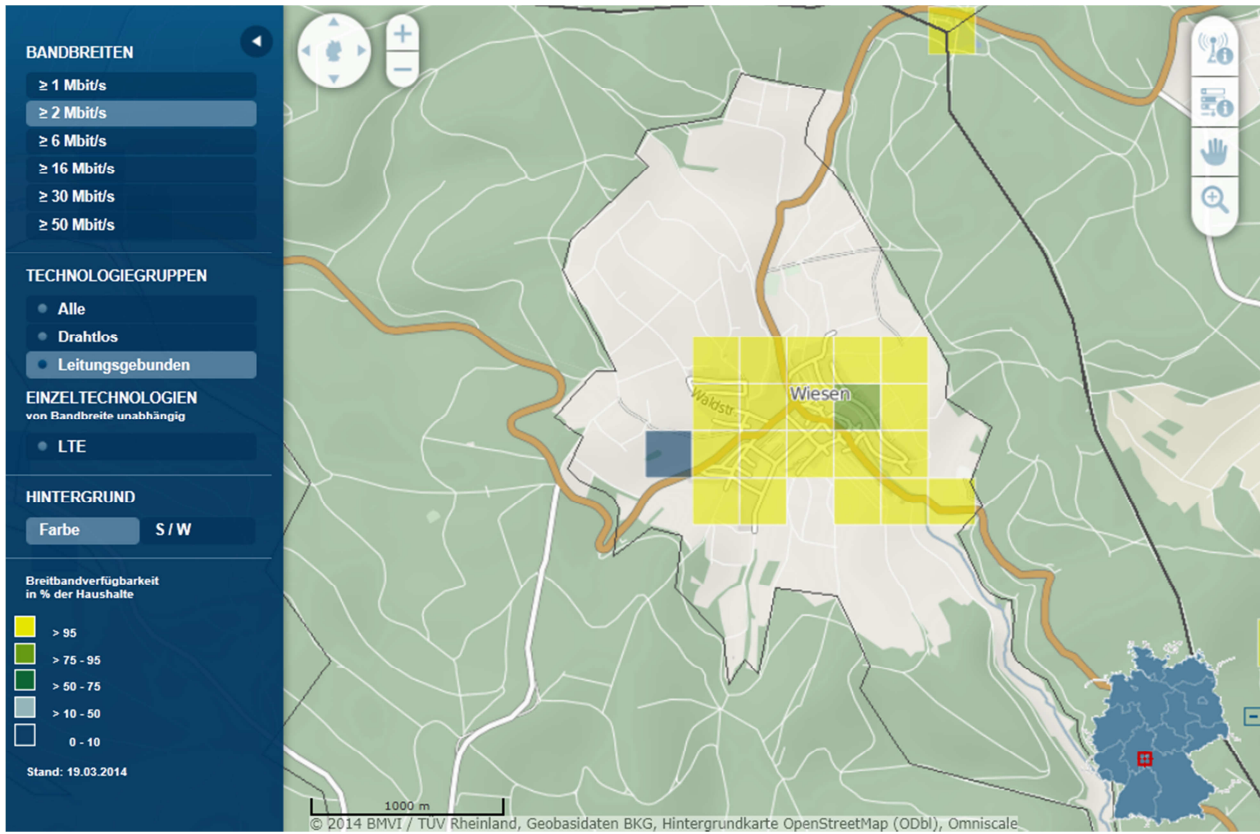 BANDBREITEN
≥ 1 Mbit/s
≥ 2 Mbit/s
≥ 6 Mbit/s
≥ 16 Mbit/s
≥ 30 Mbit/s
≥ 50 Mbit/s
TECHNOLOGIEGRUPPEN
Alle
Drahtlos
Leitungsgebunden
EINZELTECHNOLOGIEN
von Bandbreite unabhängig
LTE
HINTERGRUND
Farbe S / W
Breitbandverfügbarkeit
in % der Haushalte
> 95
> 75 - 95
> 50 - 75
> 10 - 50
0 - 10
Stand: 19.03.2014
Wiesen
Waldstr
1000 m
© 2014 BMVI / TÜV Rheinland, Geobasidaten BKG, Hintergrundkarte OpenStreetMap (ODbl), Omniscale